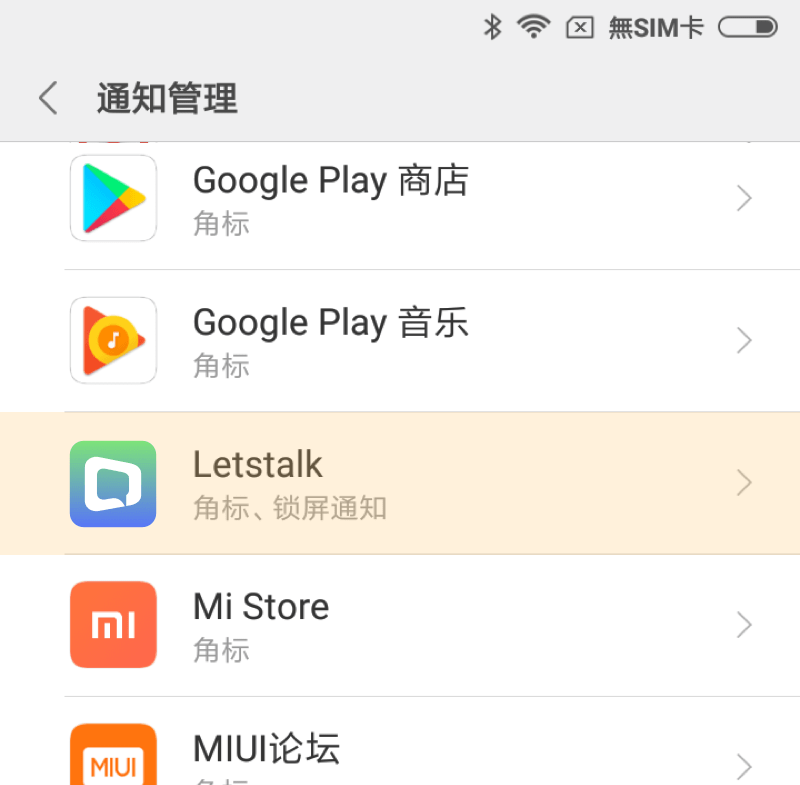 無SIM卡
通知管理
Google Play 商店
角标
Google Play 音乐
角标
Letstalk
角标、锁屏通知
mi
Mi Store
角标
MIUI
MIUI论坛